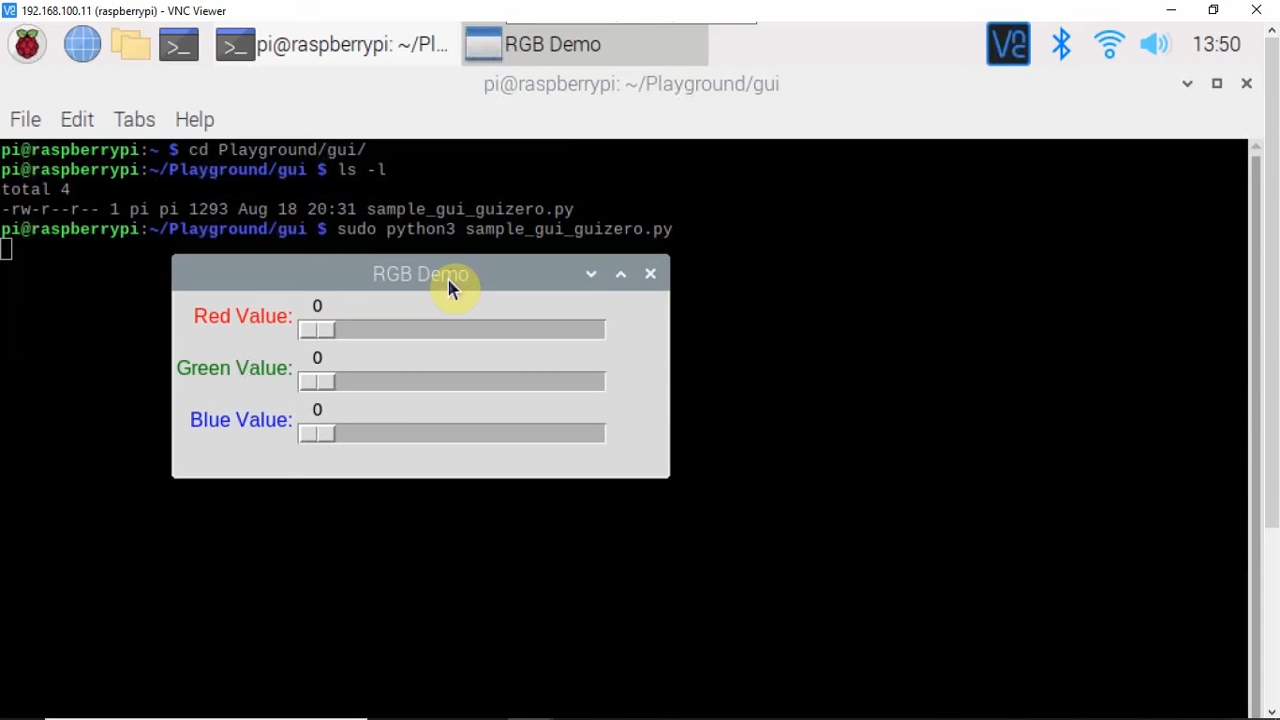 192.168.100.11 (raspberrypi) - VNC Viewer
pi@raspberrypi: ~/Pl... RGB Demo 13:50
pi@raspberrypi: ~/Playground/gui
File Edit Tabs Help
pi@raspberrypi:~ $ cd Playground/gui/
pi@raspberrypi:~/Playground/gui $ ls -l
total 4
-rw-r--r-- 1 pi pi 1293 Aug 18 20:31 sample_gui_guizero.py
pi@raspberrypi:~/Playground/gui $ sudo python3 sample_gui_guizero.py
RGB Demo
0
Red Value:
0
Green Value:
0
Blue Value: